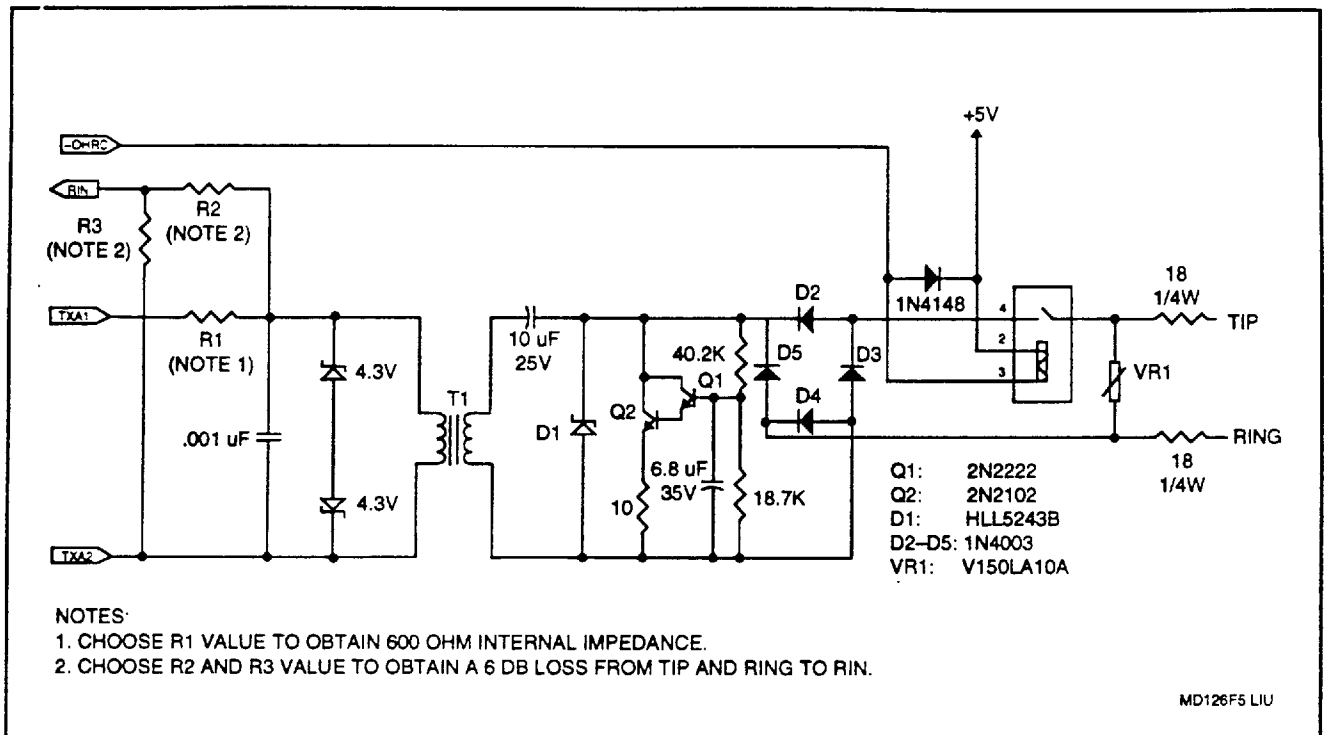 +5V
-OHRC
RIN
R2
(NOTE 2)
R3
(NOTE 2)
TXA1
R1
(NOTE 1)
4.3V
.001 uF
4.3V
TXA2
T1
10 uF
25V
D1
Q2
Q1
40.2K
10
6.8 uF
35V
18.7K
D2
D5
D3
D4
1N4148
4
2
3
18
1/4W
TIP
VR1
RING
18
1/4W
Q1: 2N2222
Q2: 2N2102
D1: HLL5243B
D2–D5: 1N4003
VR1: V150LA10A
NOTES:
1. CHOOSE R1 VALUE TO OBTAIN 600 OHM INTERNAL IMPEDANCE.
2. CHOOSE R2 AND R3 VALUE TO OBTAIN A 6 DB LOSS FROM TIP AND RING TO RIN.
MD126F5 LIU